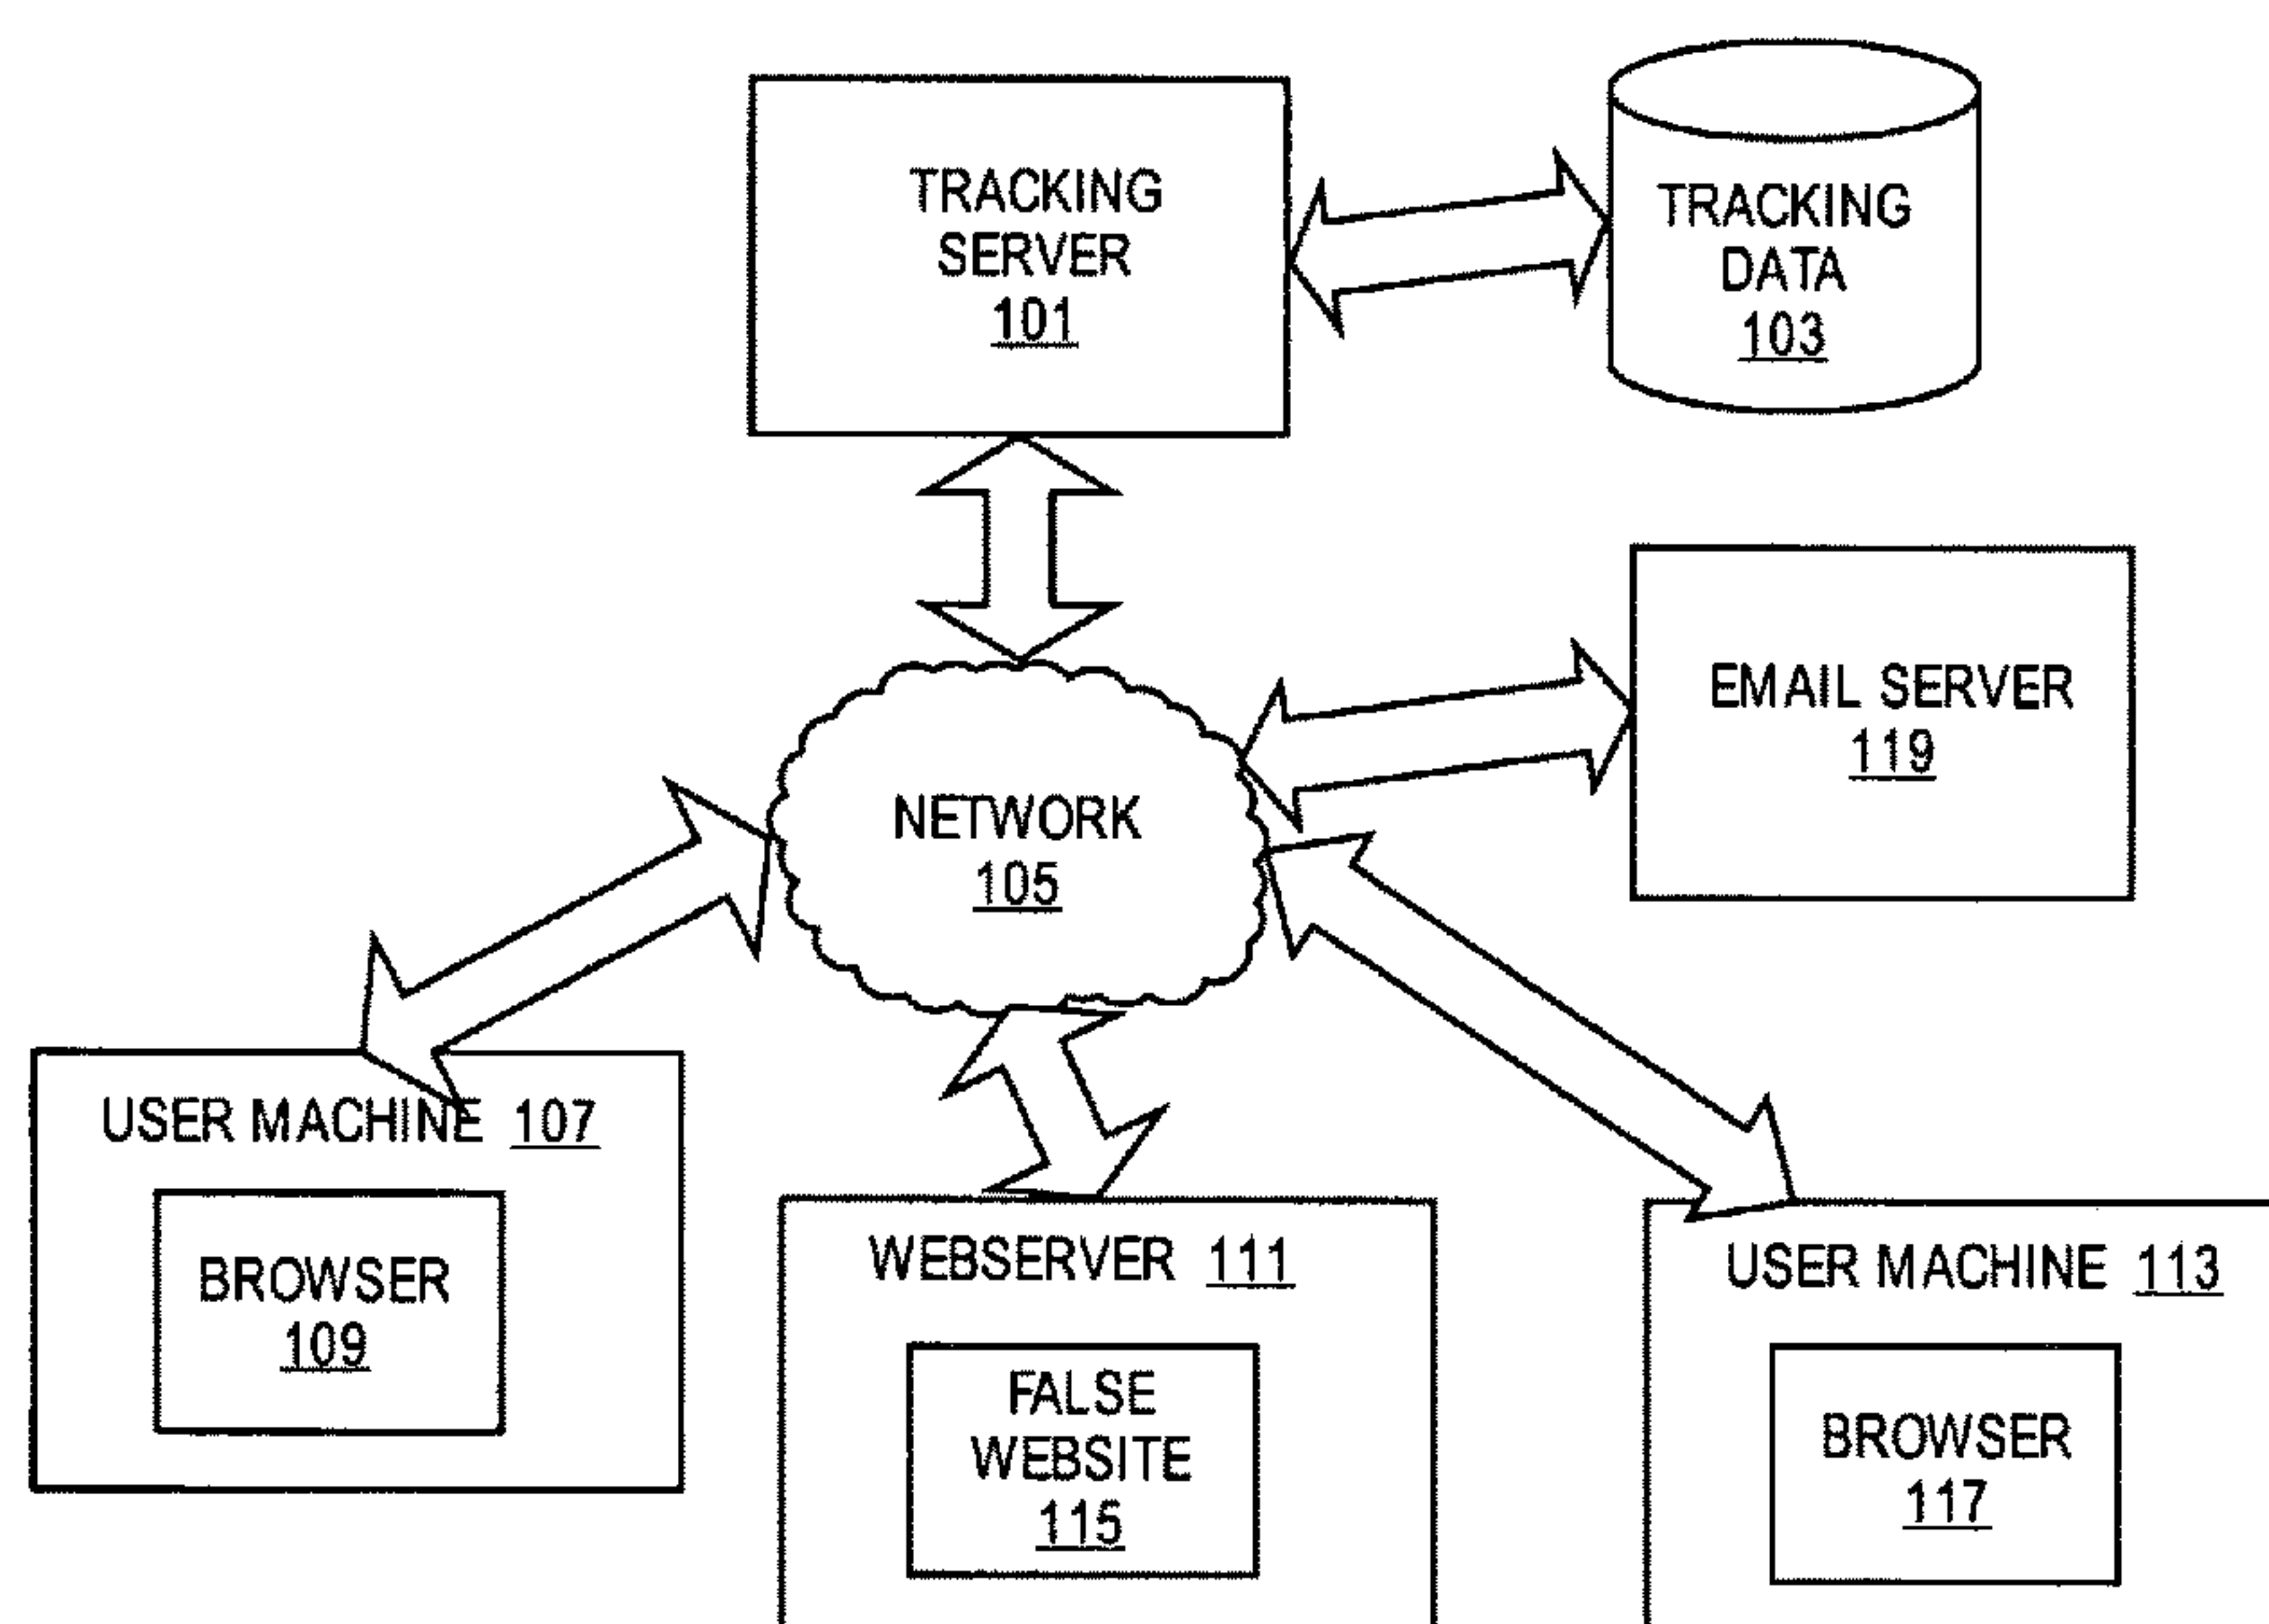 TRACKING
SERVER
101
TRACKING
DATA
103
EMAIL SERVER
119
NETWORK
105
USER MACHINE 107
BROWSER
109
WEBSERVER 111
FALSE
WEBSITE
115
USER MACHINE 113
BROWSER
117